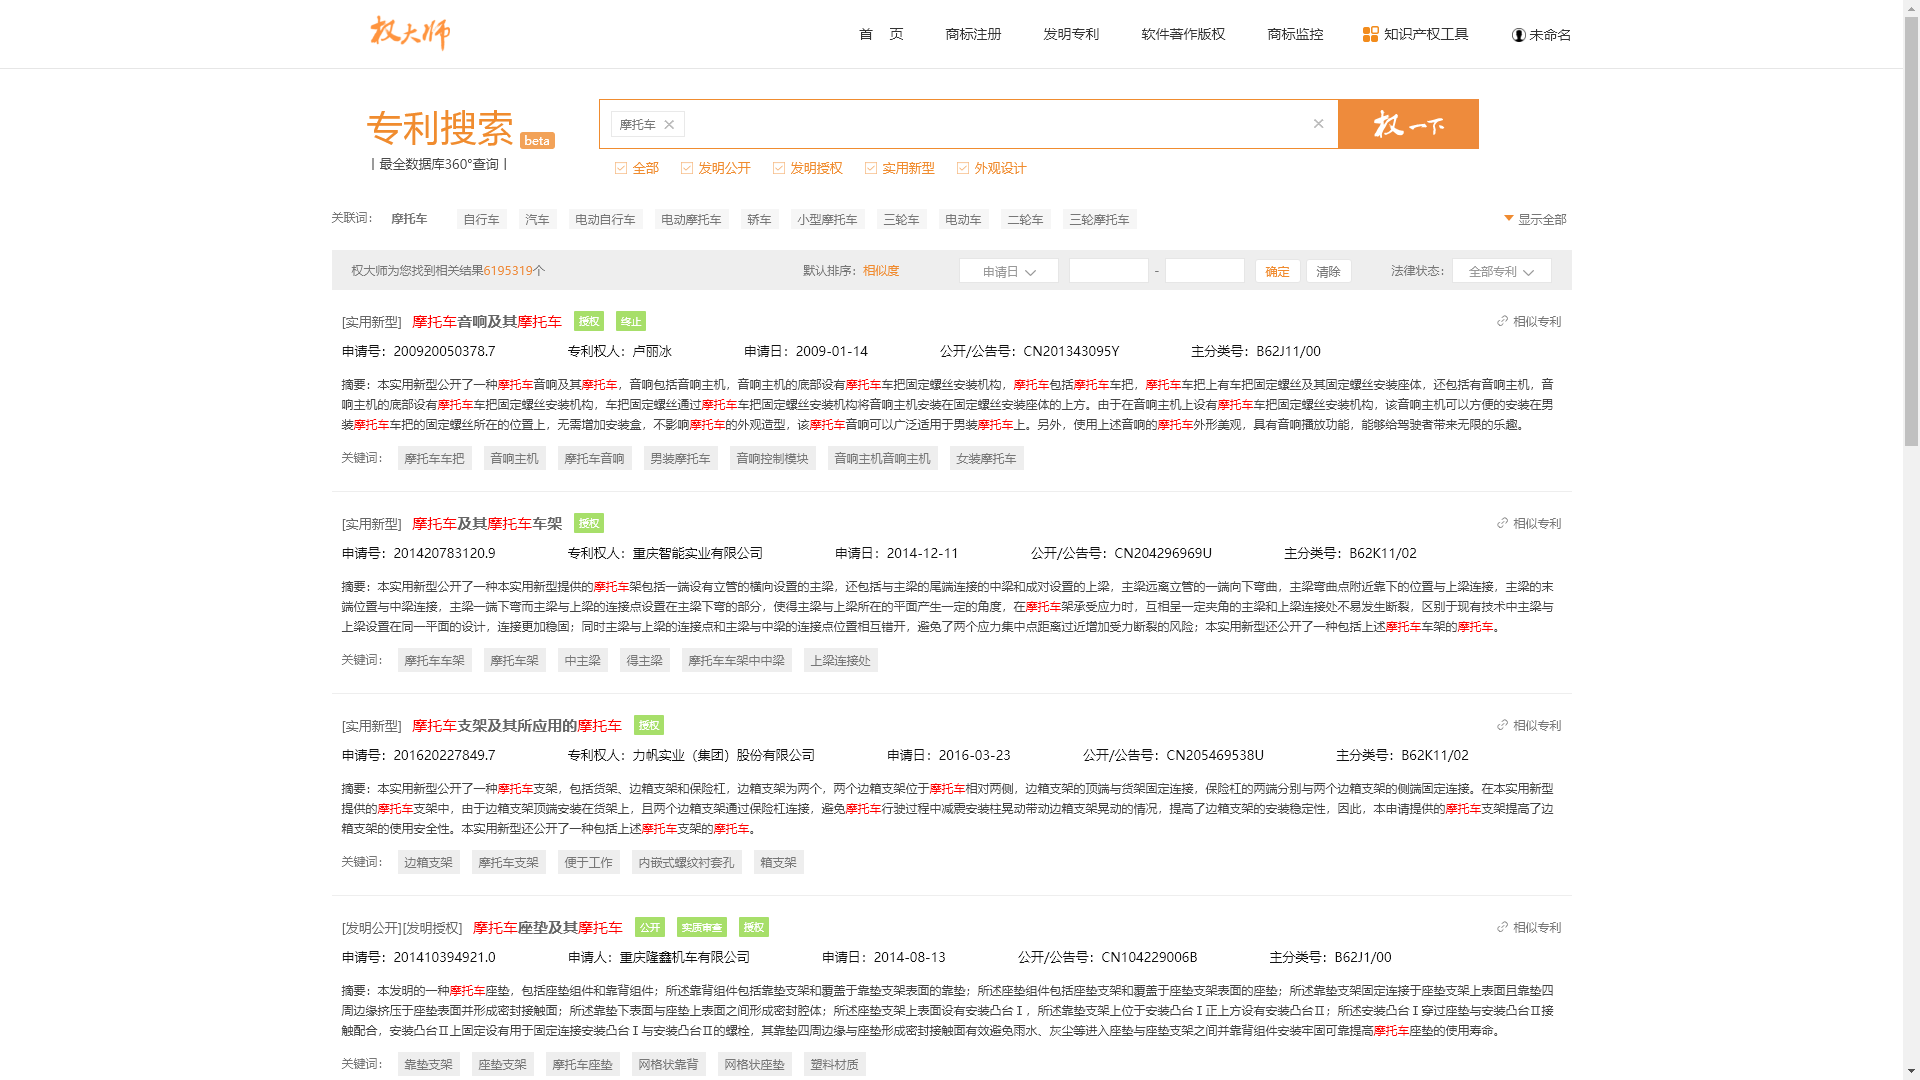 权大师
首 页
商标注册
发明专利
软件著作版权
商标监控
知识产权工具
未命名
专利搜索 beta
丨最全数据库360°查询丨
摩托车
权一下
全部 发明公开 发明授权 实用新型 外观设计
关联词: 摩托车 自行车 汽车 电动自行车 电动摩托车 轿车 小型摩托车 三轮车 电动车 二轮车 三轮摩托车 显示全部
权大师为您找到相关结果6195319个 默认排序: 相似度 申请日 - 确定 清除 法律状态: 全部专利
[实用新型] 摩托车音响及其摩托车 授权 终止 相似专利
申请号: 200920050378.7 专利权人: 卢丽冰 申请日: 2009-01-14 公开/公告号: CN201343095Y 主分类号: B62J11/00
摘要: 本实用新型公开了一种摩托车音响及其摩托车，音响包括音响主机，音响主机的底部设有摩托车车把固定螺丝安装机构，摩托车包括摩托车车把，摩托车车把上有车把固定螺丝及其固定螺丝安装座体，还包括有音响主机，音
响主机的底部设有摩托车车把固定螺丝安装机构，车把固定螺丝通过摩托车车把固定螺丝安装机构将音响主机安装在固定螺丝安装座体的上方。由于在音响主机上设有摩托车车把固定螺丝安装机构，该音响主机可以方便的安装在男
装摩托车车把的固定螺丝所在的位置上，无需增加安装盒，不影响摩托车的外观造型，该摩托车音响可以广泛适用于男装摩托车上。另外，使用上述音响的摩托车外形美观，具有音响播放功能，能够给驾驶者带来无限的乐趣。
关键词: 摩托车车把 音响主机 摩托车音响 男装摩托车 音响控制模块 音响主机音响主机 女装摩托车
[实用新型] 摩托车及其摩托车车架 授权 相似专利
申请号: 201420783120.9 专利权人: 重庆智能实业有限公司 申请日: 2014-12-11 公开/公告号: CN204296969U 主分类号: B62K11/02
摘要: 本实用新型公开了一种本实用新型提供的摩托车架包括一端设有立管的横向设置的主梁，还包括与主梁的尾端连接的中梁和成对设置的上梁，主梁远离立管的一端向下弯曲，主梁弯曲点附近靠下的位置与上梁连接，主梁的末
端位置与中梁连接，主梁一端下弯而主梁与上梁的连接点设置在主梁下弯的部分，使得主梁与上梁所在的平面产生一定的角度，在摩托车架承受应力时，互相呈一定夹角的主梁和上梁连接处不易发生断裂，区别于现有技术中主梁与
上梁设置在同一平面的设计，连接更加稳固；同时主梁与上梁的连接点和主梁与中梁的连接点位置相互错开，避免了两个应力集中点距离过近增加受力断裂的风险；本实用新型还公开了一种包括上述摩托车车架的摩托车。
关键词: 摩托车车架 摩托车架 中主梁 得主梁 摩托车车架中中梁 上梁连接处
[实用新型] 摩托车支架及其所应用的摩托车 授权 相似专利
申请号: 201620227849.7 专利权人: 力帆实业（集团）股份有限公司 申请日: 2016-03-23 公开/公告号: CN205469538U 主分类号: B62K11/02
摘要: 本实用新型公开了一种摩托车支架，包括货架、边箱支架和保险杠，边箱支架为两个，两个边箱支架位于摩托车相对两侧，边箱支架的顶端与货架固定连接，保险杠的两端分别与两个边箱支架的侧端固定连接。在本实用新型
提供的摩托车支架中，由于边箱支架顶端安装在货架上，且两个边箱支架通过保险杠连接，避免摩托车行驶过程中减震安装柱晃动带动边箱支架晃动的情况，提高了边箱支架的安装稳定性，因此，本申请提供的摩托车支架提高了边
箱支架的使用安全性。本实用新型还公开了一种包括上述摩托车支架的摩托车。
关键词: 边箱支架 摩托车支架 便于工作 内嵌式螺纹衬套孔 箱支架
[发明公开][发明授权] 摩托车座垫及其摩托车 公开 实质审查 授权 相似专利
申请号: 201410394921.0 申请人: 重庆隆鑫机车有限公司 申请日: 2014-08-13 公开/公告号: CN104229006B 主分类号: B62J1/00
摘要: 本发明的一种摩托车座垫，包括座垫组件和靠背组件；所述靠背组件包括靠垫支架和覆盖于靠垫支架表面的靠垫；所述座垫组件包括座垫支架和覆盖于座垫支架表面的座垫；所述靠垫支架固定连接于座垫支架上表面且靠垫四
周边缘挤压于座垫表面并形成密封接触面；所述靠垫下表面与座垫上表面之间形成密封腔体；所述座垫支架上表面设有安装凸台Ⅰ，所述靠垫支架上位于安装凸台Ⅰ正上方设有安装凸台Ⅱ；所述安装凸台Ⅰ穿过座垫与安装凸台Ⅱ接
触配合，安装凸台Ⅱ上固定设有用于固定连接安装凸台Ⅰ与安装凸台Ⅱ的螺栓，其靠垫四周边缘与座垫形成密封接触面有效避免雨水、灰尘等进入座垫与座垫支架之间并靠背组件安装牢固可靠提高摩托车座垫的使用寿命。
关键词: 靠垫支架 座垫支架 摩托车座垫 网格状靠背 网格状座垫 塑料材质